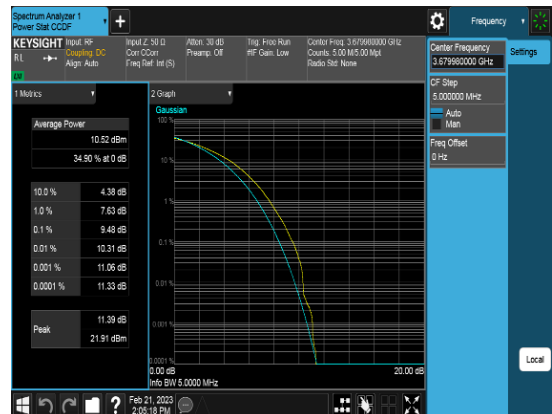 Spectrum Analyzer 1
Power Stat CCDF
Frequency
KEYSIGHT
Input: RF
Coupling: DC
Align: Auto
Input Z: 50 Ω
Corr CCorr
Freq Ref: Int (S)
Atten: 30 dB
Preamp: Off
Trig: Free Run
#IF Gain: Low
Center Freq: 3.679980000 GHz
Counts: 5.00 M/5.00 Mpt
Radio Std: None
LXI
1 Metrics
Average Power
10.52 dBm
34.90 % at 0 dB
10.0 % 4.38 dB
1.0 % 7.63 dB
0.1 % 9.48 dB
0.01 % 10.31 dB
0.001 % 11.06 dB
0.0001 % 11.33 dB
Peak
11.39 dB
21.91 dBm
2 Graph
Gaussian
100 %
10 %
1 %
0.1 %
0.01 %
0.001 %
0.0001 %
0.00 dB
20.00 dB
Info BW 5.0000 MHz
Center Frequency
3.679980000 GHz
Settings
CF Step
5.000000 MHz
Auto
Man
Freq Offset
0 Hz
Local
?
Feb 21, 2023
2:05:18 PM